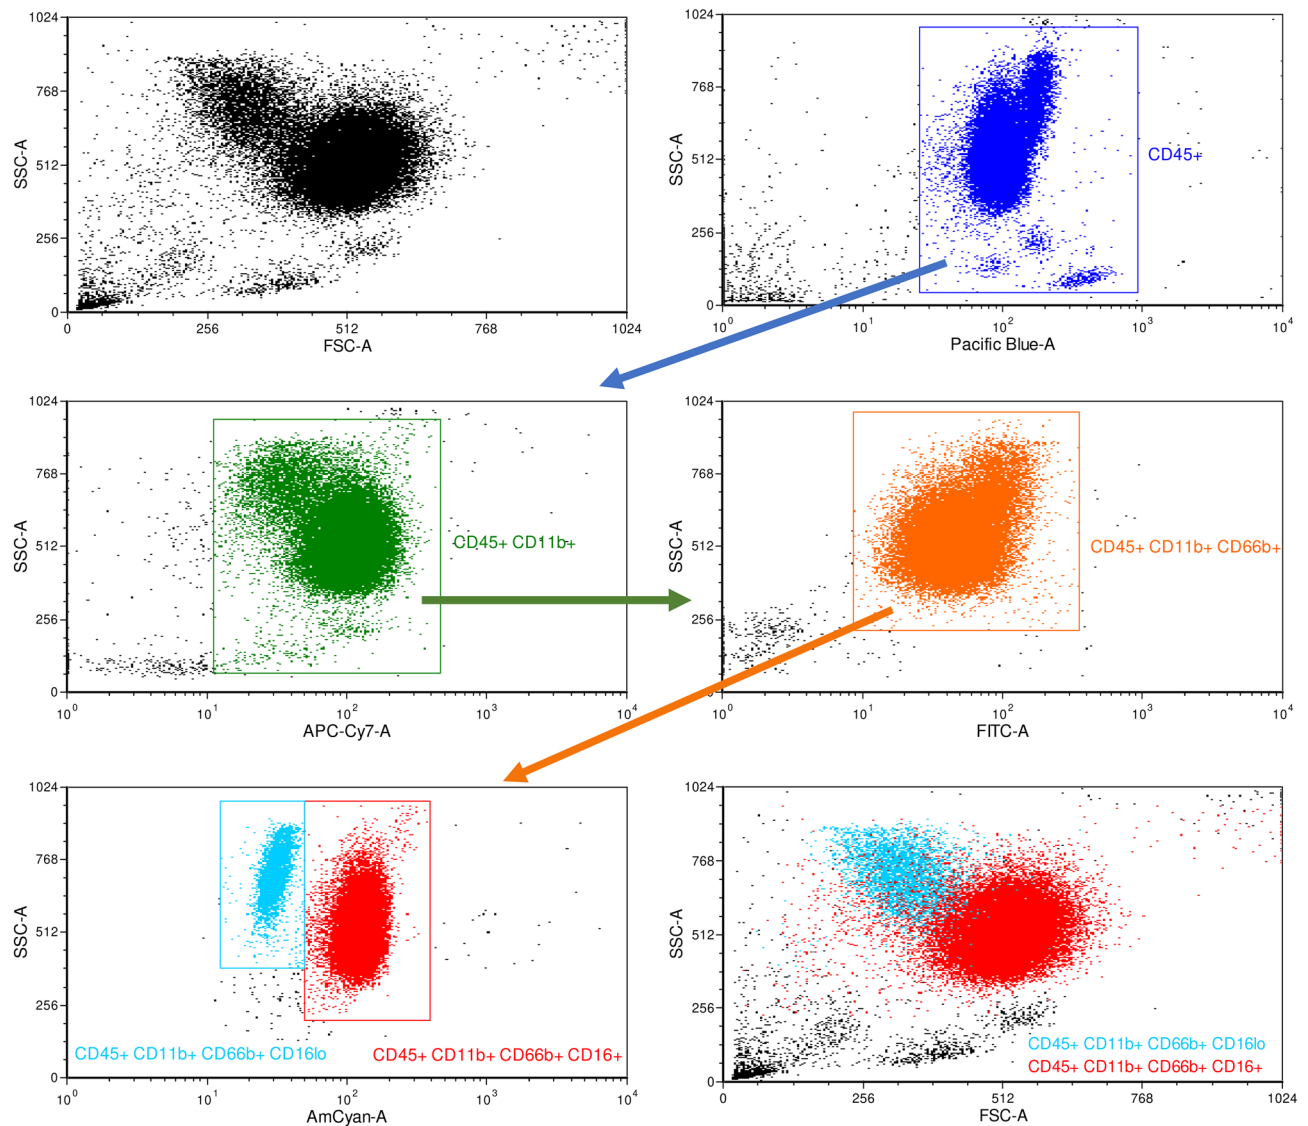 1024
768
512
256
0
SSC-A
0 256 512 768 1024
FSC-A
1024
768
512
256
0
SSC-A
CD45+
10^0 10^1 10^2 10^3 10^4
Pacific Blue-A
1024
768
512
256
0
SSC-A
CD45+ CD11b+
10^0 10^1 10^2 10^3 10^4
APC-Cy7-A
1024
768
512
256
0
SSC-A
CD45+ CD11b+ CD66b+
10^0 10^1 10^2 10^3 10^4
FITC-A
1024
768
512
256
0
SSC-A
CD45+ CD11b+ CD66b+ CD16lo
CD45+ CD11b+ CD66b+ CD16+
10^0 10^1 10^2 10^3 10^4
AmCyan-A
1024
768
512
256
0
SSC-A
CD45+ CD11b+ CD66b+ CD16lo
CD45+ CD11b+ CD66b+ CD16+
0 256 512 768 1024
FSC-A